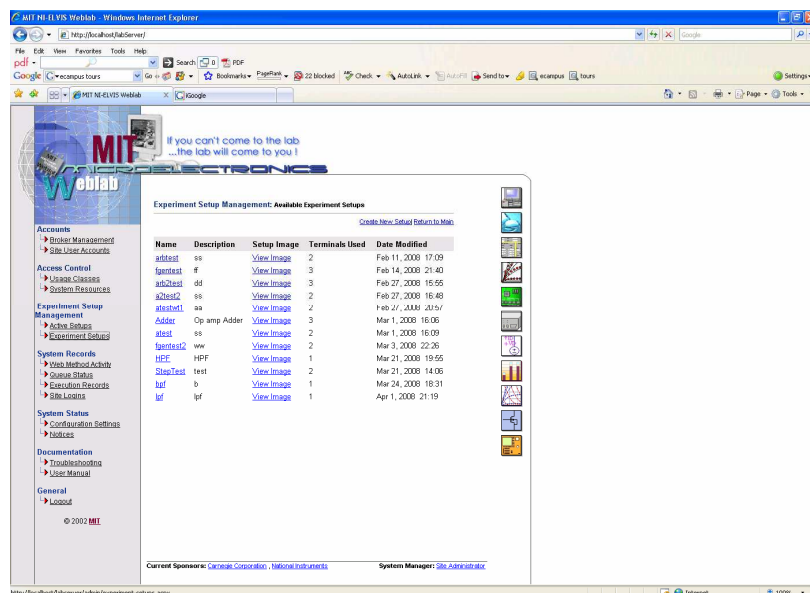 MIT NI-ELVIS Weblab - Windows Internet Explorer
http://localhost/labServer/
Google
File Edit View Favorites Tools Help
pdf Search 0 PDF
Google ecampus tours Go Bookmarks PageRank 22 blocked Check AutoLink AutoFill Send to ecampus tours Settings
MIT NI-ELVIS Weblab iGoogle Page Tools
If you can't come to the lab
...the lab will come to you !
MIT
MICROELECTRONICS
Weblab
Experiment Setup Management: Available Experiment Setups
Create New Setup| Return to Main
Name Description Setup Image Terminals Used Date Modified
arbtest ss View Image 2 Feb 11, 2008 17:09
fgentest ff View Image 3 Feb 14, 2008 21:40
arb2test dd View Image 3 Feb 27, 2008 15:55
a2test2 ss View Image 2 Feb 27, 2008 16:48
atestwt1 aa View Image 2 Feb 27, 2008 20:57
Adder Op amp Adder View Image 3 Mar 1, 2008 16:06
atest ss View Image 2 Mar 1, 2008 16:09
fgentest2 ww View Image 2 Mar 3, 2008 22:26
HPF HPF View Image 1 Mar 21, 2008 19:55
StepTest test View Image 2 Mar 21, 2008 14:06
bpf b View Image 1 Mar 24, 2008 18:31
lpf lpf View Image 1 Apr 1, 2008 21:19
Accounts
Broker Management
Site User Accounts
Access Control
Usage Classes
System Resources
Experiment Setup
Management
Active Setups
Experiment Setups
System Records
Web Method Activity
Queue Status
Execution Records
Site Logins
System Status
Configuration Settings
Notices
Documentation
Troubleshooting
User Manual
General
Logout
© 2002 MIT
Current Sponsors: Carnegie Corporation , National Instruments System Manager: Site Administrator
http://localhost/labserver/admin/experiment-setups.aspx Internet 100%